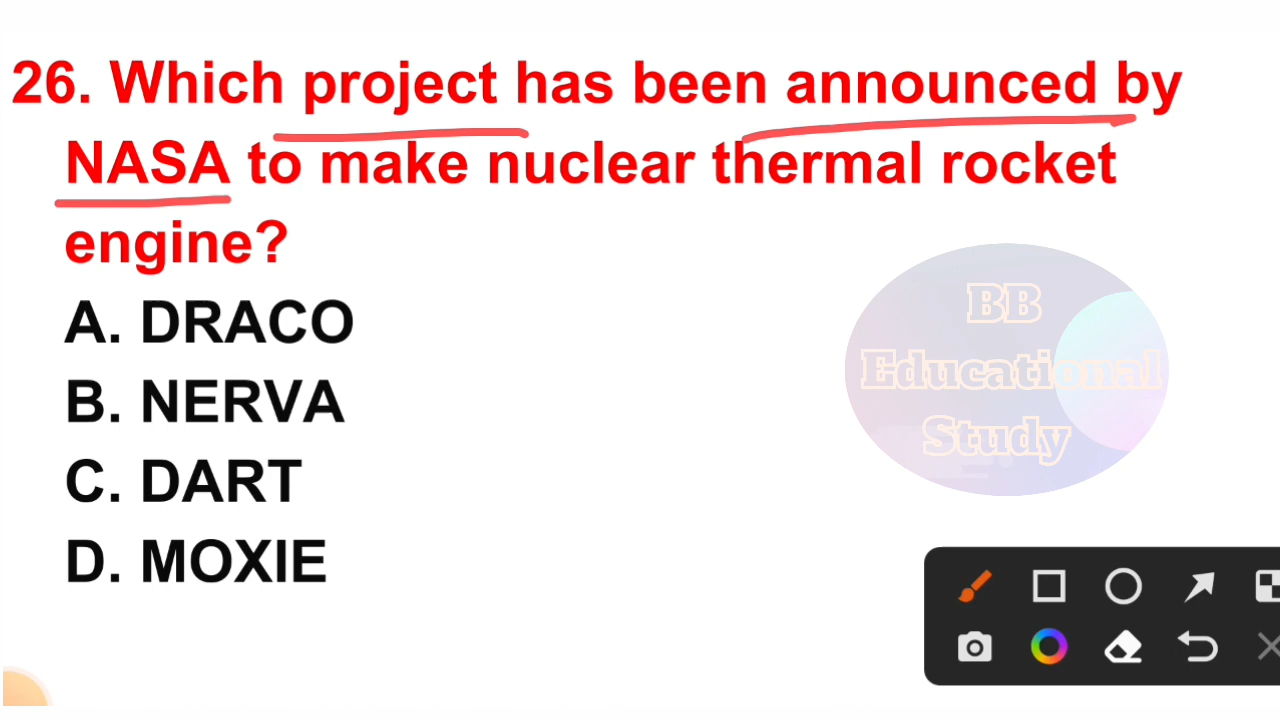 26. Which project has been announced by
NASA to make nuclear thermal rocket
engine?
A. DRACO
B. NERVA
C. DART
D. MOXIE
BB
Educational
Study